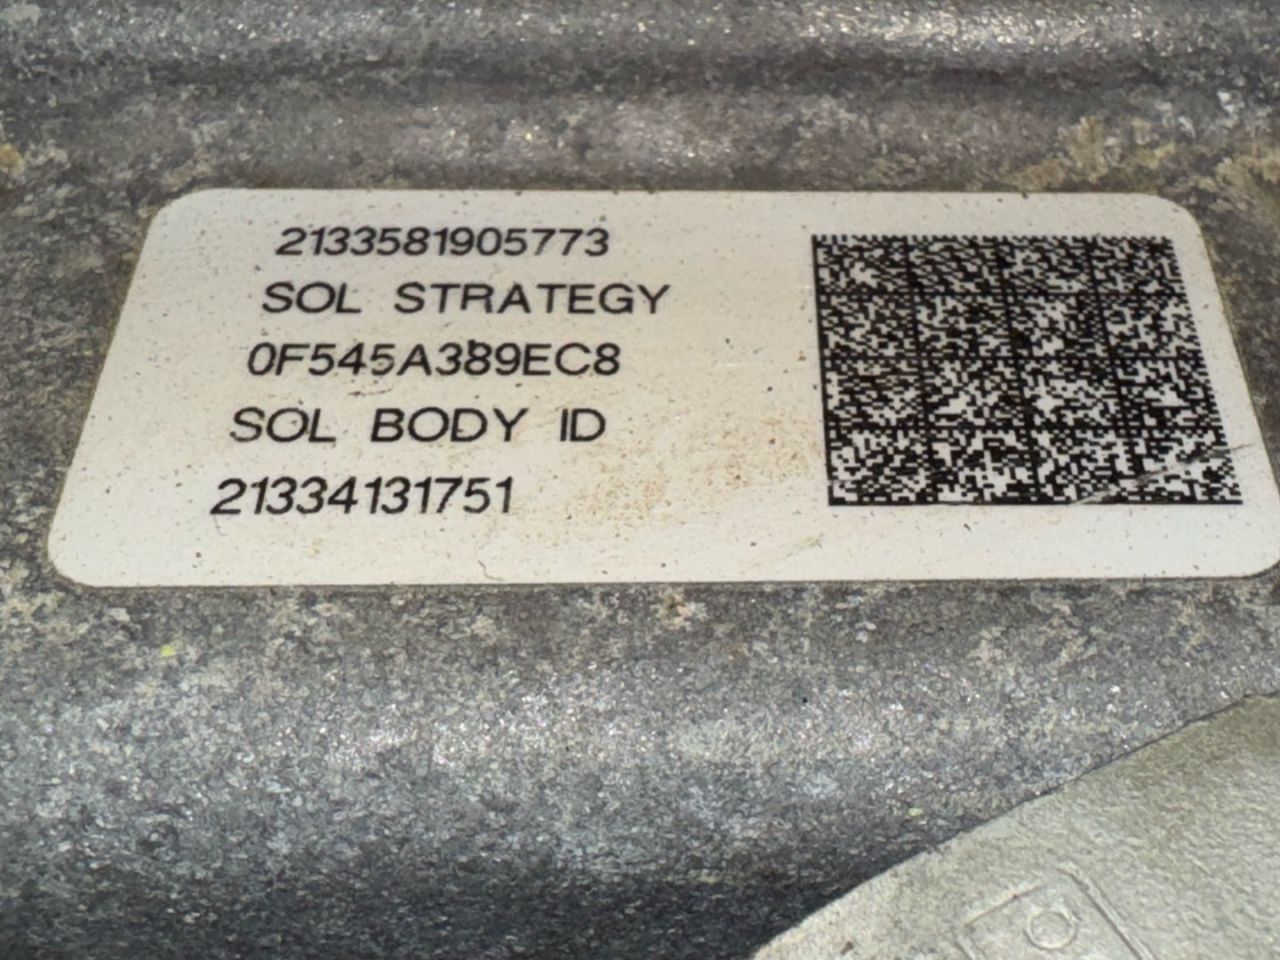 2133581905773
SOL STRATEGY
0F545A389EC8
SOL BODY ID
21334131751